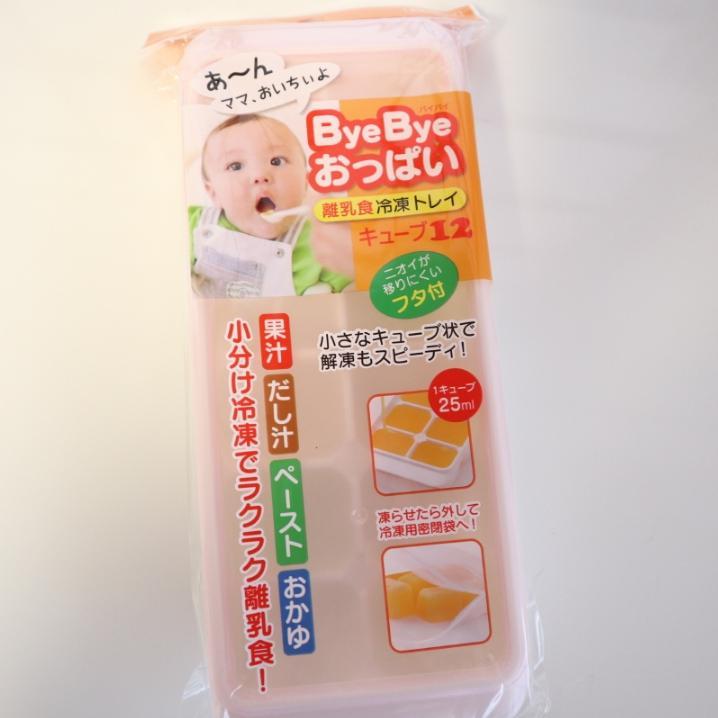 あ～ん
ママ、おいちいよ
ByeBye
バイバイ
おっぱい
離乳食冷凍トレイ
キューブ12
ニオイが
移りにくい
フタ付
小さなキューブ状で
解凍もスピーディ！
1キューブ
25ml
果汁
だし汁
ペースト
おかゆ
小分け冷凍でラクラク離乳食！
凍らせたら外して
冷凍用密閉袋へ！